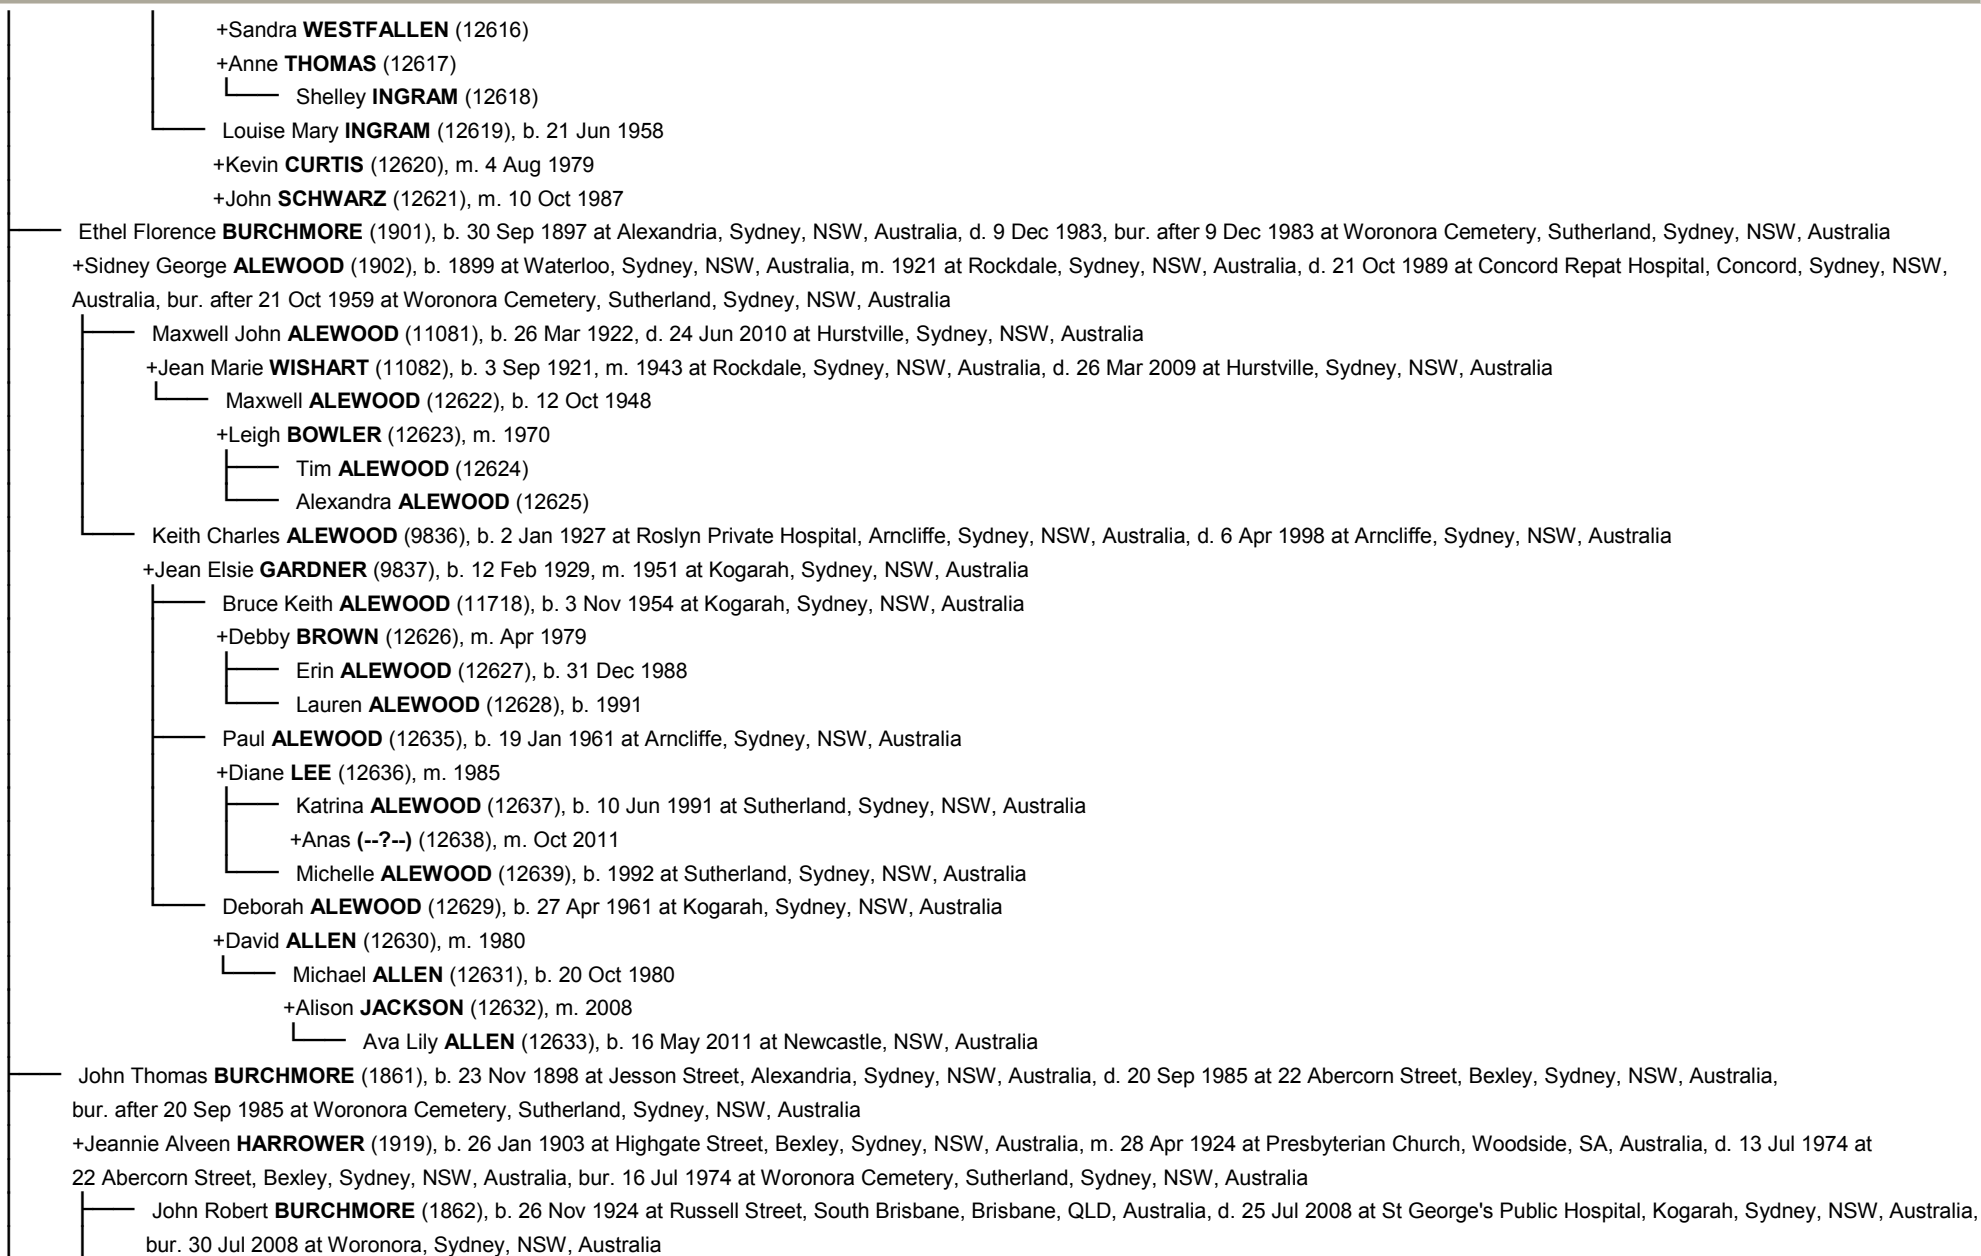 +Sandra WESTFALLEN (12616)
+Anne THOMAS (12617)
Shelley INGRAM (12618)
Louise Mary INGRAM (12619), b. 21 Jun 1958
+Kevin CURTIS (12620), m. 4 Aug 1979
+John SCHWARZ (12621), m. 10 Oct 1987
Ethel Florence BURCHMORE (1901), b. 30 Sep 1897 at Alexandria, Sydney, NSW, Australia, d. 9 Dec 1983, bur. after 9 Dec 1983 at Woronora Cemetery, Sutherland, Sydney, NSW, Australia
+Sidney George ALEWOOD (1902), b. 1899 at Waterloo, Sydney, NSW, Australia, m. 1921 at Rockdale, Sydney, NSW, Australia, d. 21 Oct 1989 at Concord Repat Hospital, Concord, Sydney, NSW,
Australia, bur. after 21 Oct 1959 at Woronora Cemetery, Sutherland, Sydney, NSW, Australia
Maxwell John ALEWOOD (11081), b. 26 Mar 1922, d. 24 Jun 2010 at Hurstville, Sydney, NSW, Australia
+Jean Marie WISHART (11082), b. 3 Sep 1921, m. 1943 at Rockdale, Sydney, NSW, Australia, d. 26 Mar 2009 at Hurstville, Sydney, NSW, Australia
Maxwell ALEWOOD (12622), b. 12 Oct 1948
+Leigh BOWLER (12623), m. 1970
Tim ALEWOOD (12624)
Alexandra ALEWOOD (12625)
Keith Charles ALEWOOD (9836), b. 2 Jan 1927 at Roslyn Private Hospital, Arncliffe, Sydney, NSW, Australia, d. 6 Apr 1998 at Arncliffe, Sydney, NSW, Australia
+Jean Elsie GARDNER (9837), b. 12 Feb 1929, m. 1951 at Kogarah, Sydney, NSW, Australia
Bruce Keith ALEWOOD (11718), b. 3 Nov 1954 at Kogarah, Sydney, NSW, Australia
+Debby BROWN (12626), m. Apr 1979
Erin ALEWOOD (12627), b. 31 Dec 1988
Lauren ALEWOOD (12628), b. 1991
Paul ALEWOOD (12635), b. 19 Jan 1961 at Arncliffe, Sydney, NSW, Australia
+Diane LEE (12636), m. 1985
Katrina ALEWOOD (12637), b. 10 Jun 1991 at Sutherland, Sydney, NSW, Australia
+Anas (--?--) (12638), m. Oct 2011
Michelle ALEWOOD (12639), b. 1992 at Sutherland, Sydney, NSW, Australia
Deborah ALEWOOD (12629), b. 27 Apr 1961 at Kogarah, Sydney, NSW, Australia
+David ALLEN (12630), m. 1980
Michael ALLEN (12631), b. 20 Oct 1980
+Alison JACKSON (12632), m. 2008
Ava Lily ALLEN (12633), b. 16 May 2011 at Newcastle, NSW, Australia
John Thomas BURCHMORE (1861), b. 23 Nov 1898 at Jesson Street, Alexandria, Sydney, NSW, Australia, d. 20 Sep 1985 at 22 Abercorn Street, Bexley, Sydney, NSW, Australia,
bur. after 20 Sep 1985 at Woronora Cemetery, Sutherland, Sydney, NSW, Australia
+Jeannie Alveen HARROWER (1919), b. 26 Jan 1903 at Highgate Street, Bexley, Sydney, NSW, Australia, m. 28 Apr 1924 at Presbyterian Church, Woodside, SA, Australia, d. 13 Jul 1974 at
22 Abercorn Street, Bexley, Sydney, NSW, Australia, bur. 16 Jul 1974 at Woronora Cemetery, Sutherland, Sydney, NSW, Australia
John Robert BURCHMORE (1862), b. 26 Nov 1924 at Russell Street, South Brisbane, Brisbane, QLD, Australia, d. 25 Jul 2008 at St George's Public Hospital, Kogarah, Sydney, NSW, Australia,
bur. 30 Jul 2008 at Woronora, Sydney, NSW, Australia